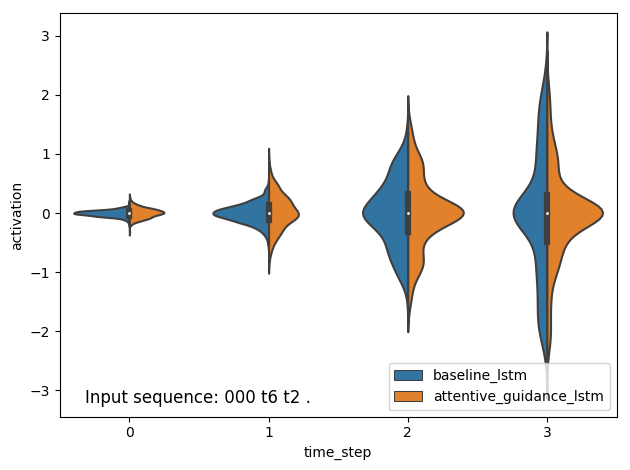 3
2
1
0
−1
−2
−3
activation
Input sequence: 000 t6 t2 .
baseline_lstm
attentive_guidance_lstm
0 1 2 3
time_step